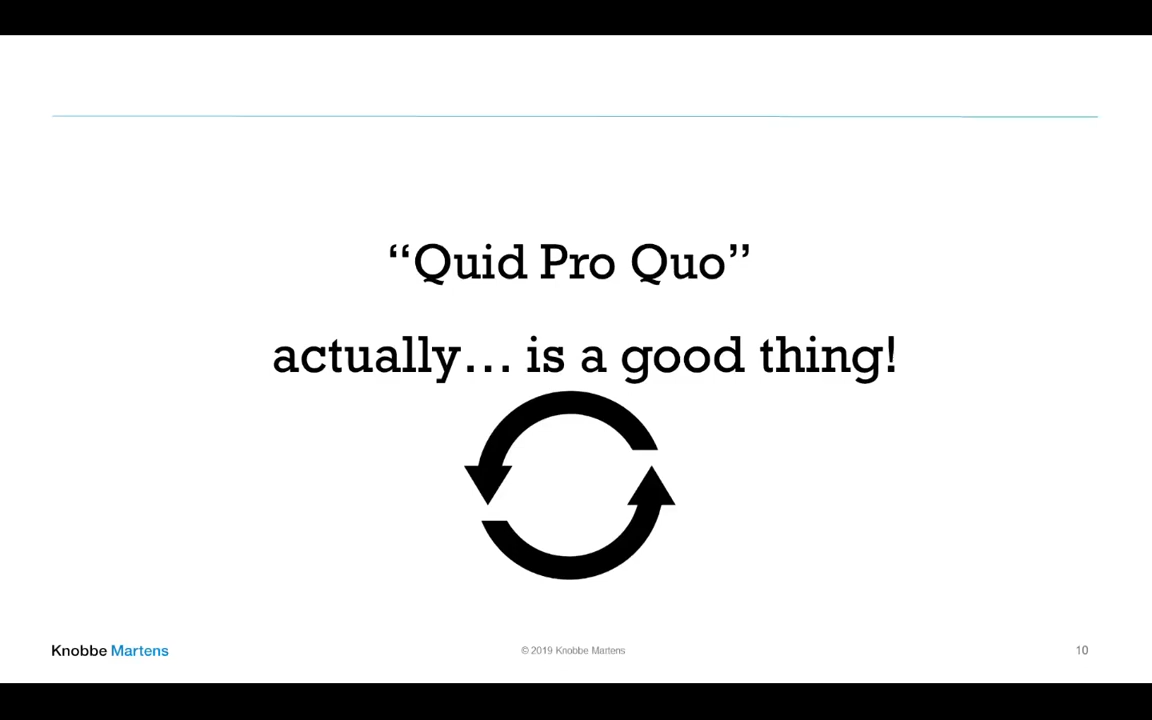 “Quid Pro Quo”
actually... is a good thing!
Knobbe Martens
© 2019 Knobbe Martens
10